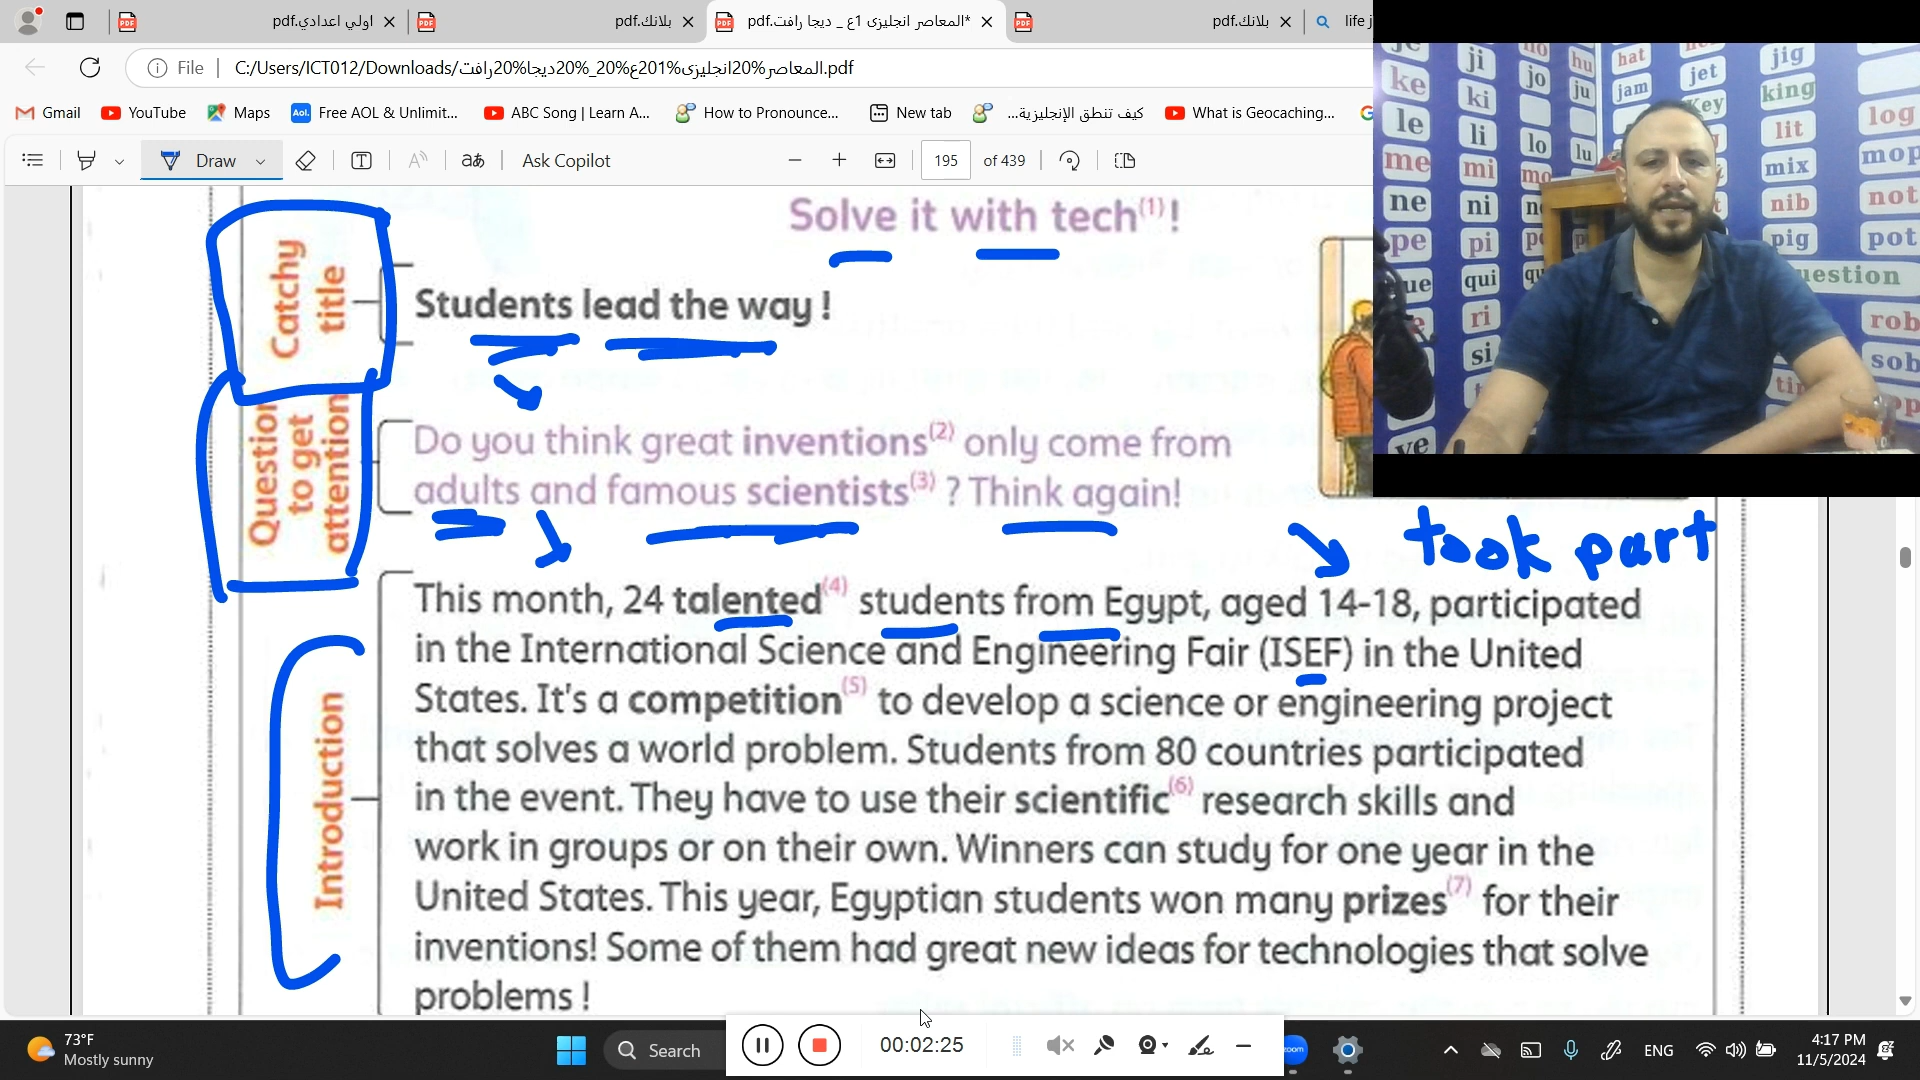 اولي اعدادي.pdf
بلانك.pdf
*المعاصر انجليزى 1ع _ ديجا رافت.pdf
بلانك.pdf
life j
File
C:/Users/ICT012/Downloads/المعاصر%20انجليزى%201ع%20_%20ديجا%20رافت.pdf
Gmail
YouTube
Maps
Free AOL & Unlimit...
ABC Song | Learn A...
How to Pronounce...
New tab
كيف تنطق الإنجليزية...
What is Geocaching...
Draw
Ask Copilot
195 of 439
Solve it with tech(1)!
Catchy title
Students lead the way !
Question to get attention
Do you think great inventions(2) only come from
adults and famous scientists(3) ? Think again!
took part
Introduction
This month, 24 talented(4) students from Egypt, aged 14-18, participated
in the International Science and Engineering Fair (ISEF) in the United
States. It's a competition(5) to develop a science or engineering project
that solves a world problem. Students from 80 countries participated
in the event. They have to use their scientific(6) research skills and
work in groups or on their own. Winners can study for one year in the
United States. This year, Egyptian students won many prizes(7) for their
inventions! Some of them had great new ideas for technologies that solve
problems !
ke
le
me
ne
pe
ve
ji
ki
li
mi
ni
pi
qui
ri
si
jo
lo
hu
ju
lu
hat
jam
jet
key
jig
king
lit
mix
nib
pig
log
mop
not
pot
rob
sob
73°F
Mostly sunny
Search
00:02:25
zoom
ENG
4:17 PM
11/5/2024